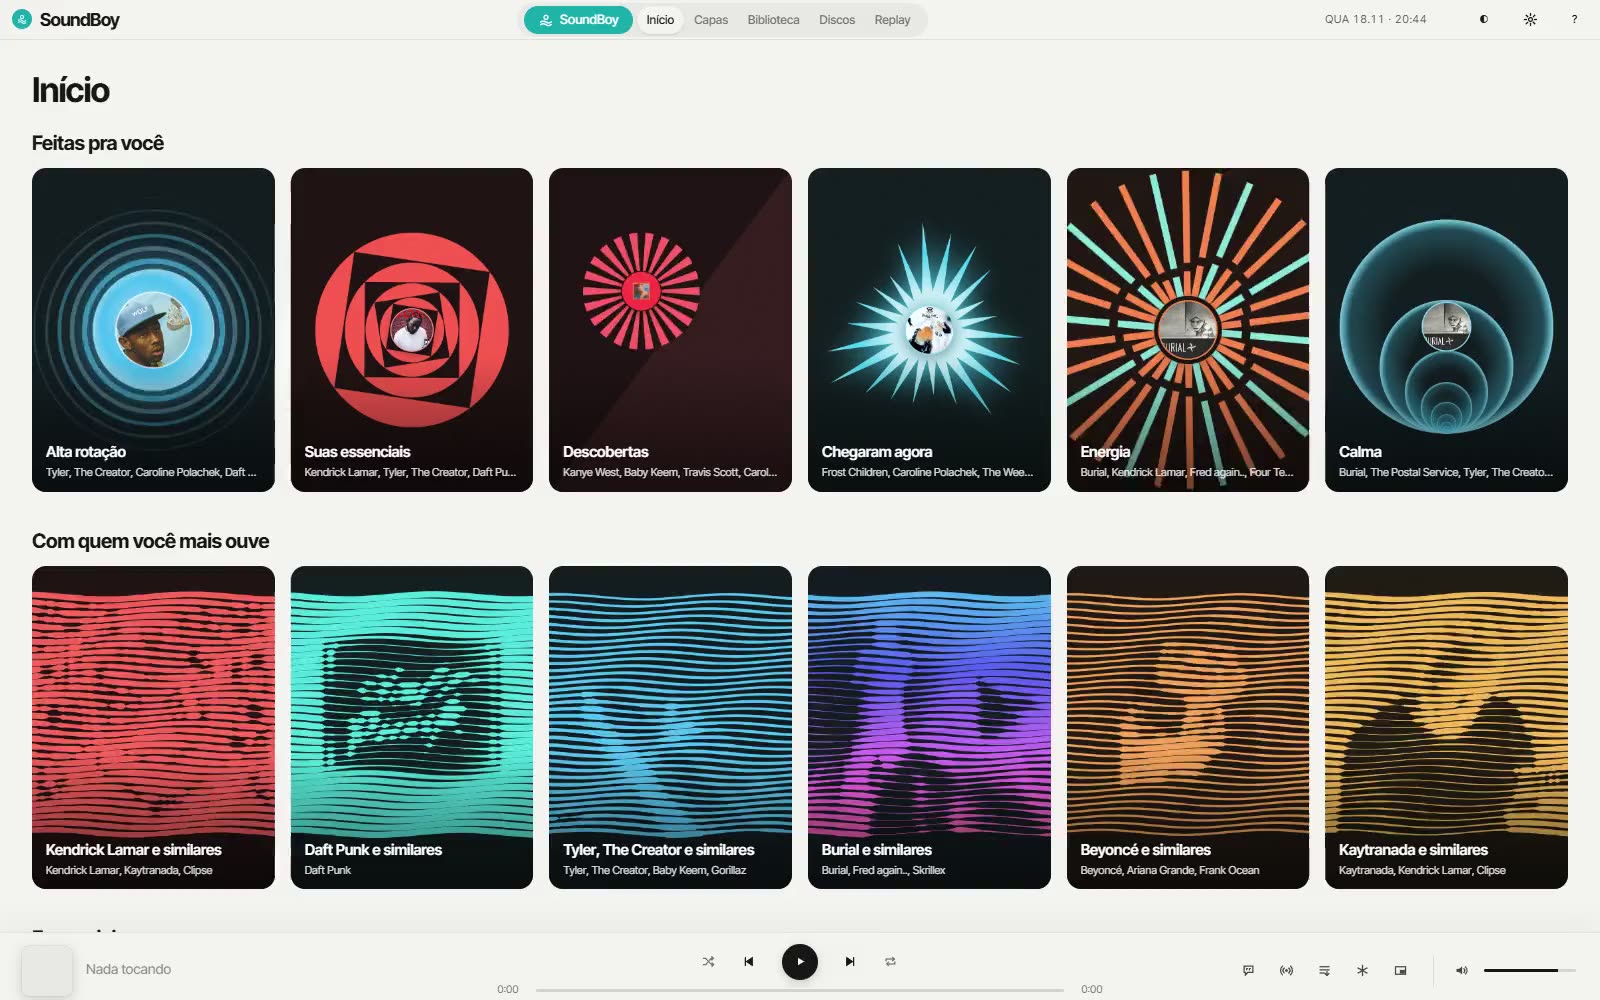 SoundBoy
SoundBoy
Início
Capas
Biblioteca
Discos
Replay
QUA 18.11 · 20:44
?
Início
Feitas pra você
WOLF
BURIAL+
Alta rotação
Tyler, The Creator, Caroline Polachek, Daft ...
Suas essenciais
Kendrick Lamar, Tyler, The Creator, Daft Pu...
Descobertas
Kanye West, Baby Keem, Travis Scott, Carol...
Chegaram agora
Frost Children, Caroline Polachek, The Wee...
Energia
Burial, Kendrick Lamar, Fred again.., Four Te...
Calma
Burial, The Postal Service, Tyler, The Creato...
Com quem você mais ouve
Kendrick Lamar e similares
Kendrick Lamar, Kaytranada, Clipse
Daft Punk e similares
Daft Punk
Tyler, The Creator e similares
Tyler, The Creator, Baby Keem, Gorillaz
Burial e similares
Burial, Fred again.., Skrillex
Beyoncé e similares
Beyoncé, Ariana Grande, Frank Ocean
Kaytranada e similares
Kaytranada, Kendrick Lamar, Clipse
Nada tocando
0:00
0:00